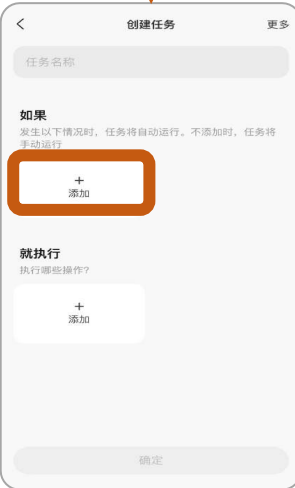 创建任务 更多
任务名称
如果
发生以下情况时，任务将自动运行。不添加时，任务将
手动运行
+
添加
就执行
执行哪些操作?
+
添加
确定